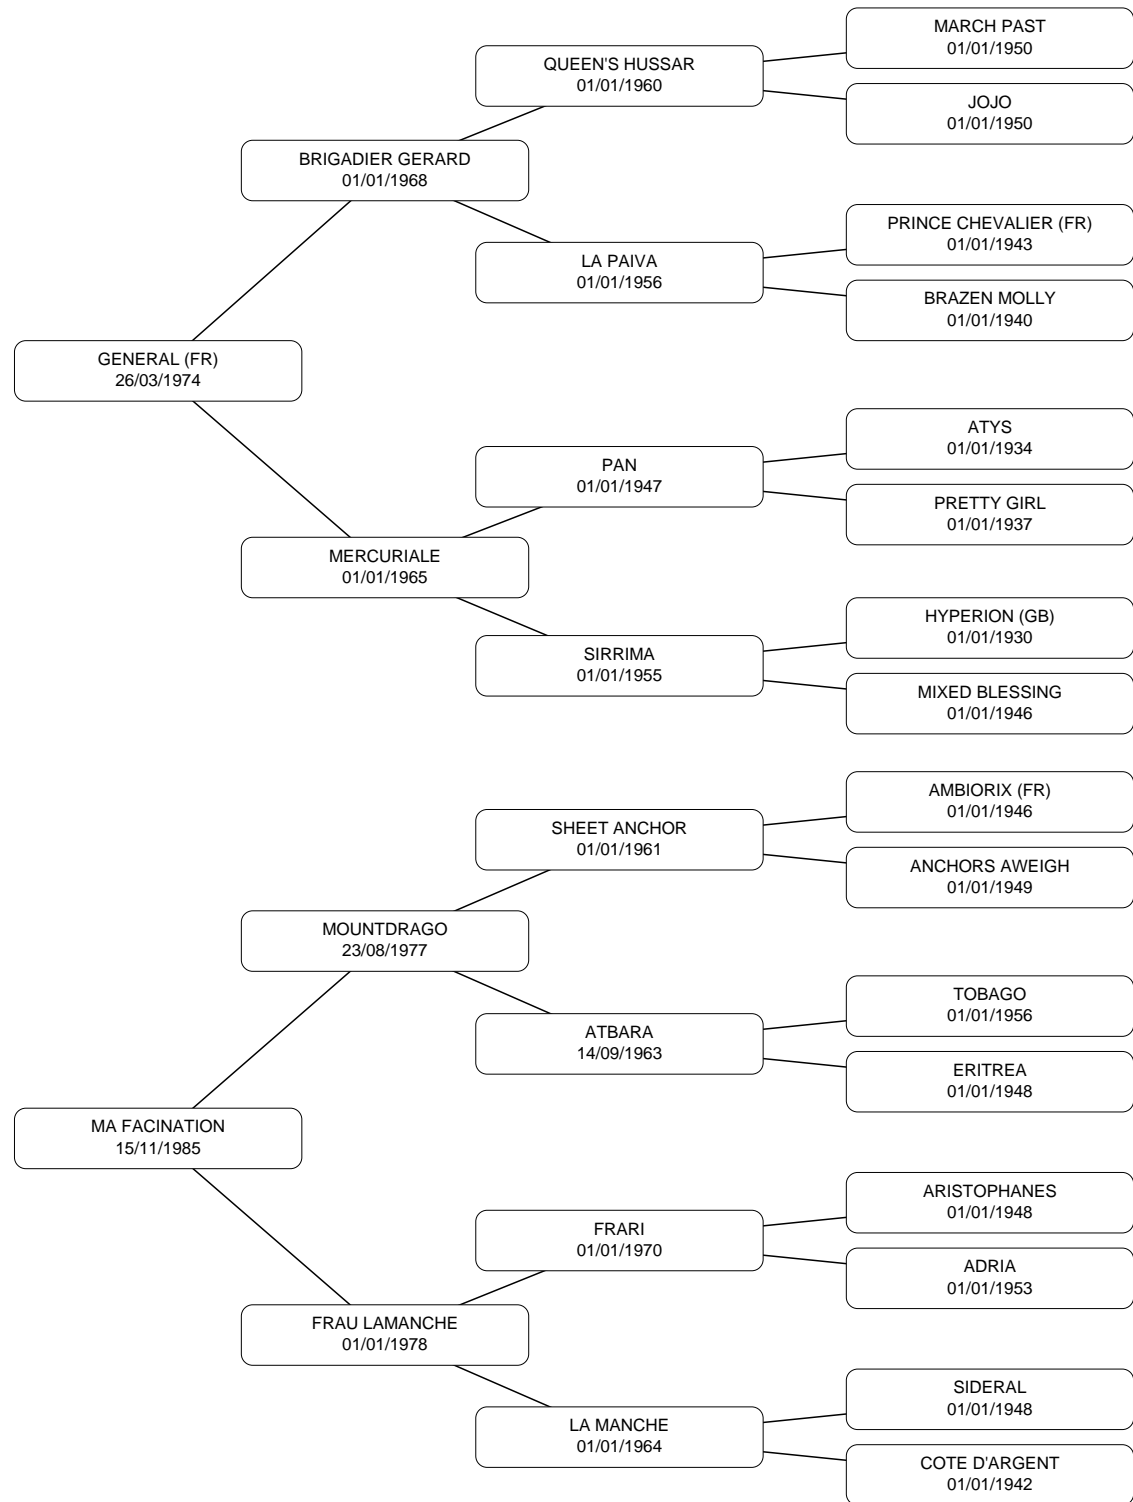 MARCH PAST
01/01/1950
QUEEN'S HUSSAR
01/01/1960
JOJO
01/01/1950
BRIGADIER GERARD
01/01/1968
PRINCE CHEVALIER (FR)
01/01/1943
LA PAIVA
01/01/1956
BRAZEN MOLLY
01/01/1940
GENERAL (FR)
26/03/1974
ATYS
01/01/1934
PAN
01/01/1947
PRETTY GIRL
01/01/1937
MERCURIALE
01/01/1965
HYPERION (GB)
01/01/1930
SIRRIMA
01/01/1955
MIXED BLESSING
01/01/1946
AMBIORIX (FR)
01/01/1946
SHEET ANCHOR
01/01/1961
ANCHORS AWEIGH
01/01/1949
MOUNTDRAGO
23/08/1977
TOBAGO
01/01/1956
ATBARA
14/09/1963
ERITREA
01/01/1948
MA FACINATION
15/11/1985
ARISTOPHANES
01/01/1948
FRARI
01/01/1970
ADRIA
01/01/1953
FRAU LAMANCHE
01/01/1978
SIDERAL
01/01/1948
LA MANCHE
01/01/1964
COTE D'ARGENT
01/01/1942